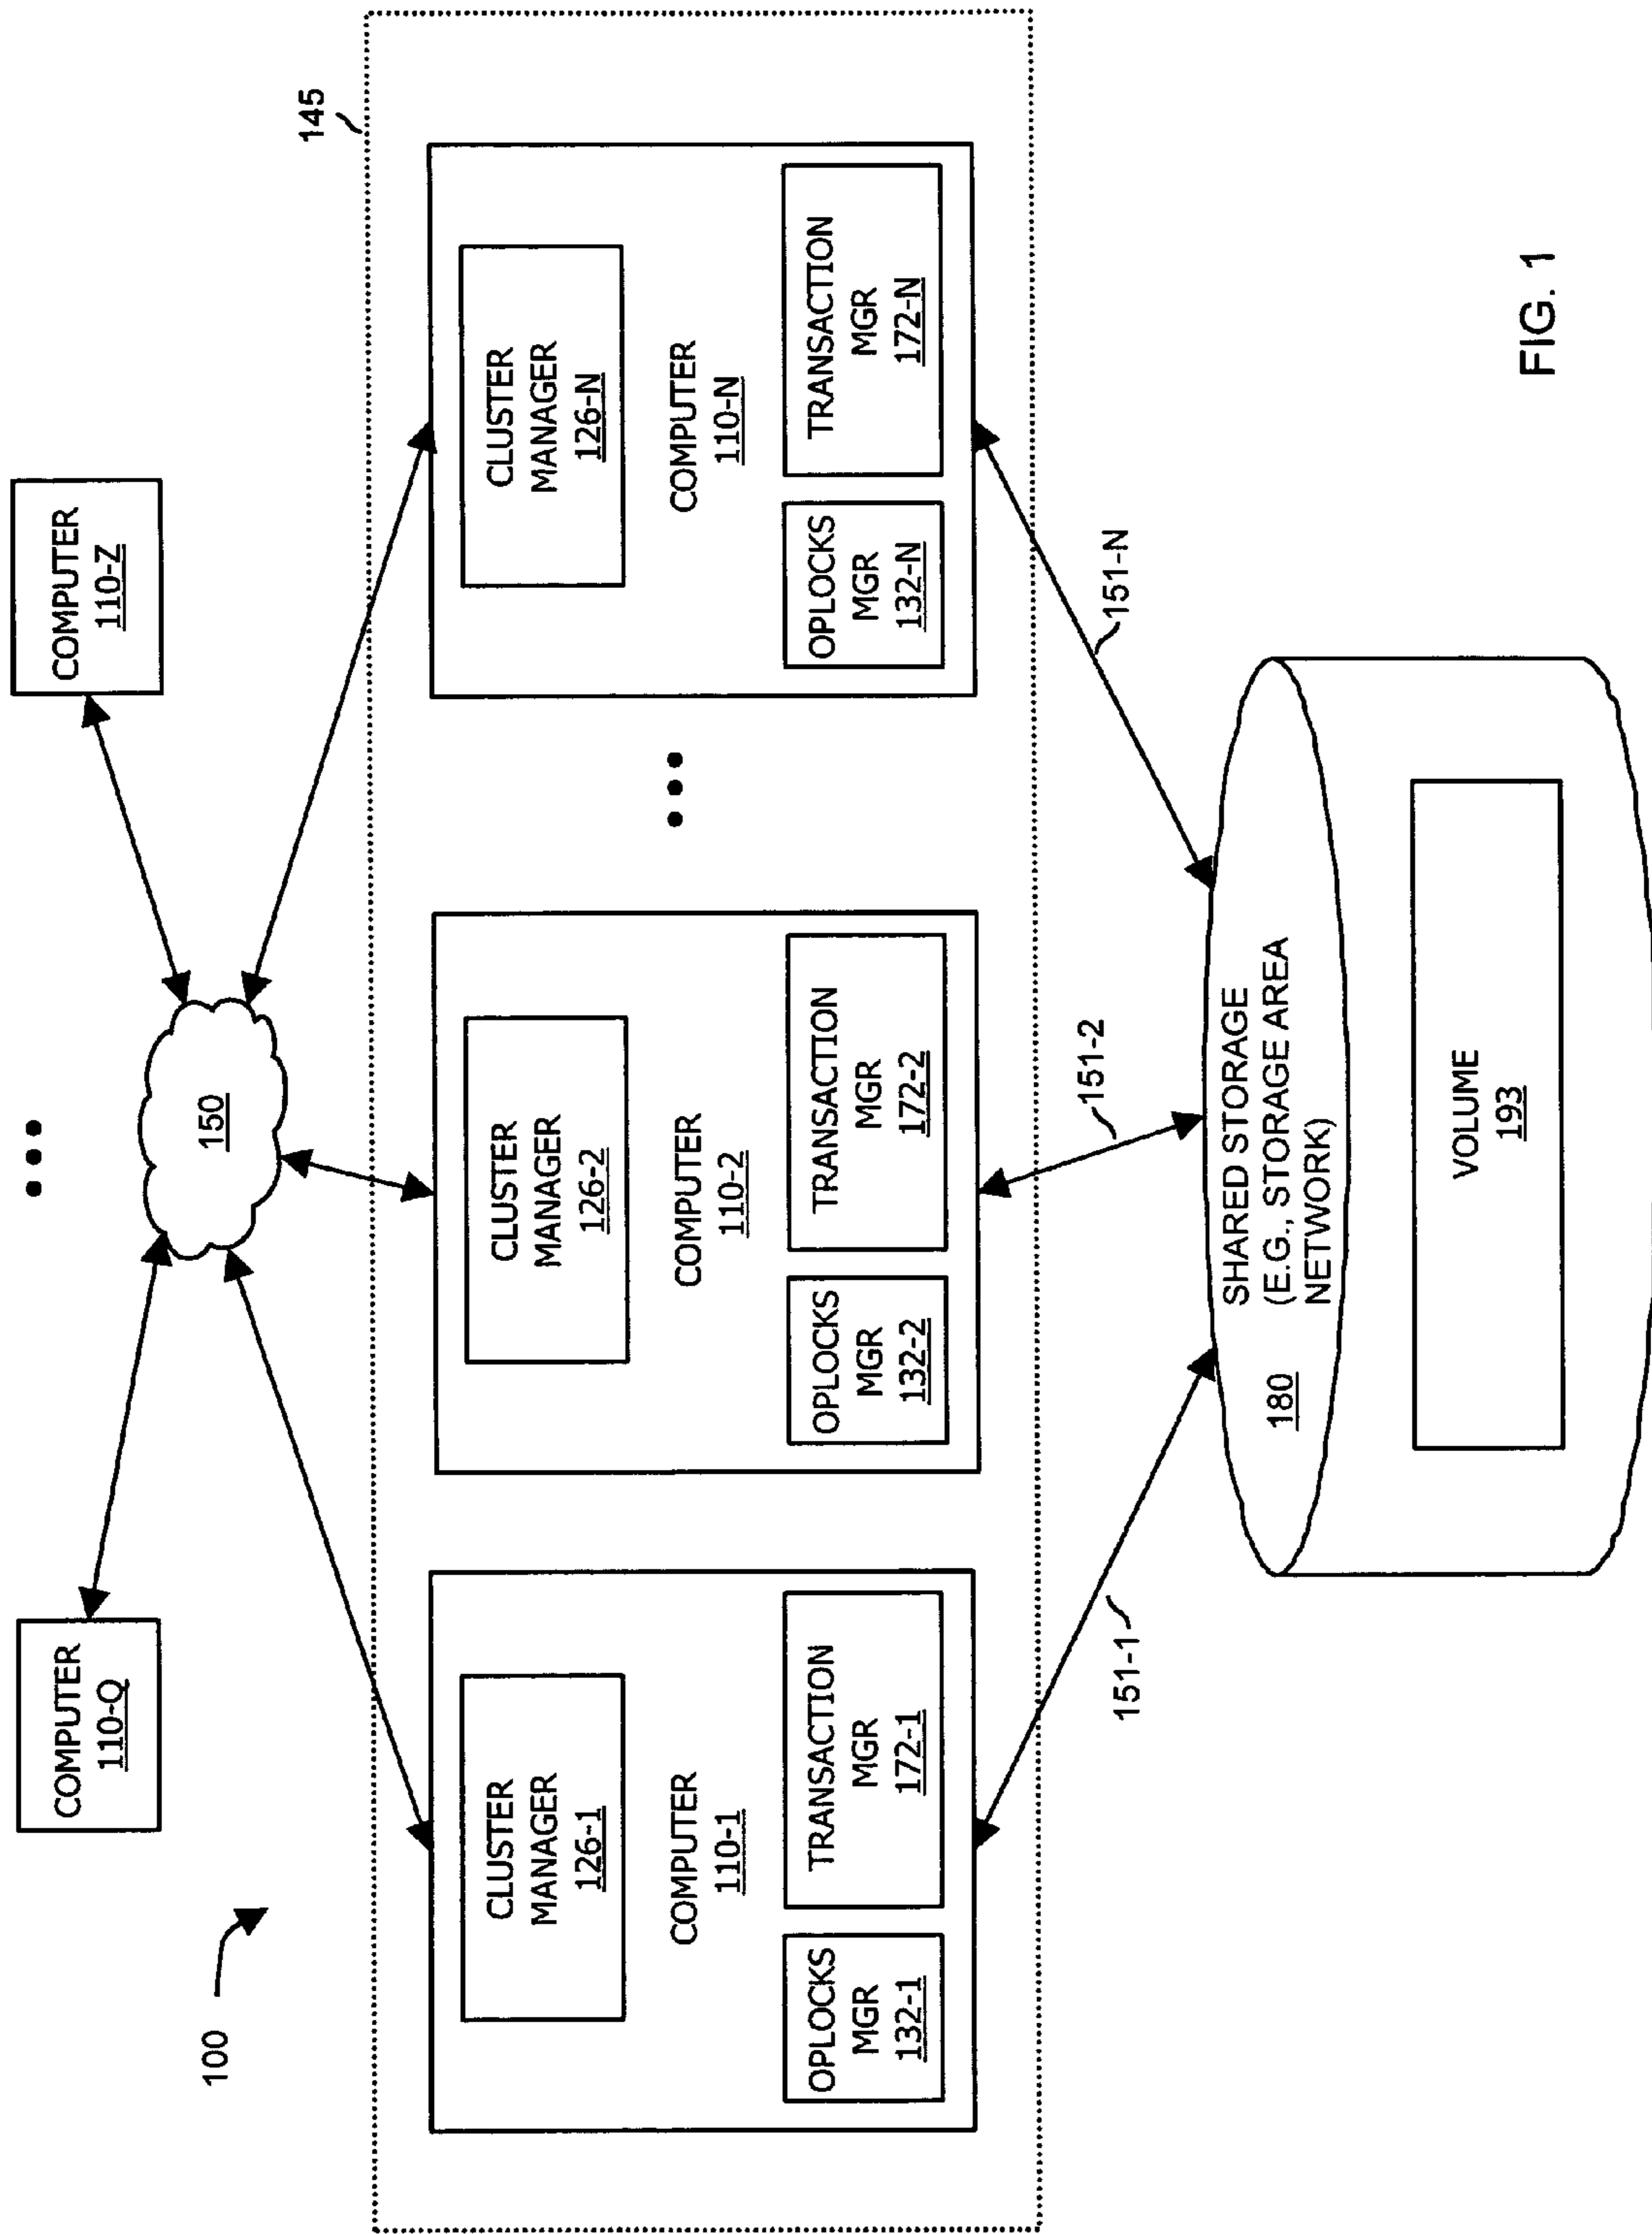 COMPUTER
110-Q
COMPUTER
110-Z
150
145
100
CLUSTER
MANAGER
126-1
COMPUTER
110-1
OPLOCKS
MGR
132-1
TRANSACTION
MGR
172-1
CLUSTER
MANAGER
126-2
COMPUTER
110-2
OPLOCKS
MGR
132-2
TRANSACTION
MGR
172-2
CLUSTER
MANAGER
126-N
COMPUTER
110-N
OPLOCKS
MGR
132-N
TRANSACTION
MGR
172-N
151-1
151-2
151-N
180
SHARED STORAGE
(E.G., STORAGE AREA
NETWORK)
VOLUME
193
FIG. 1